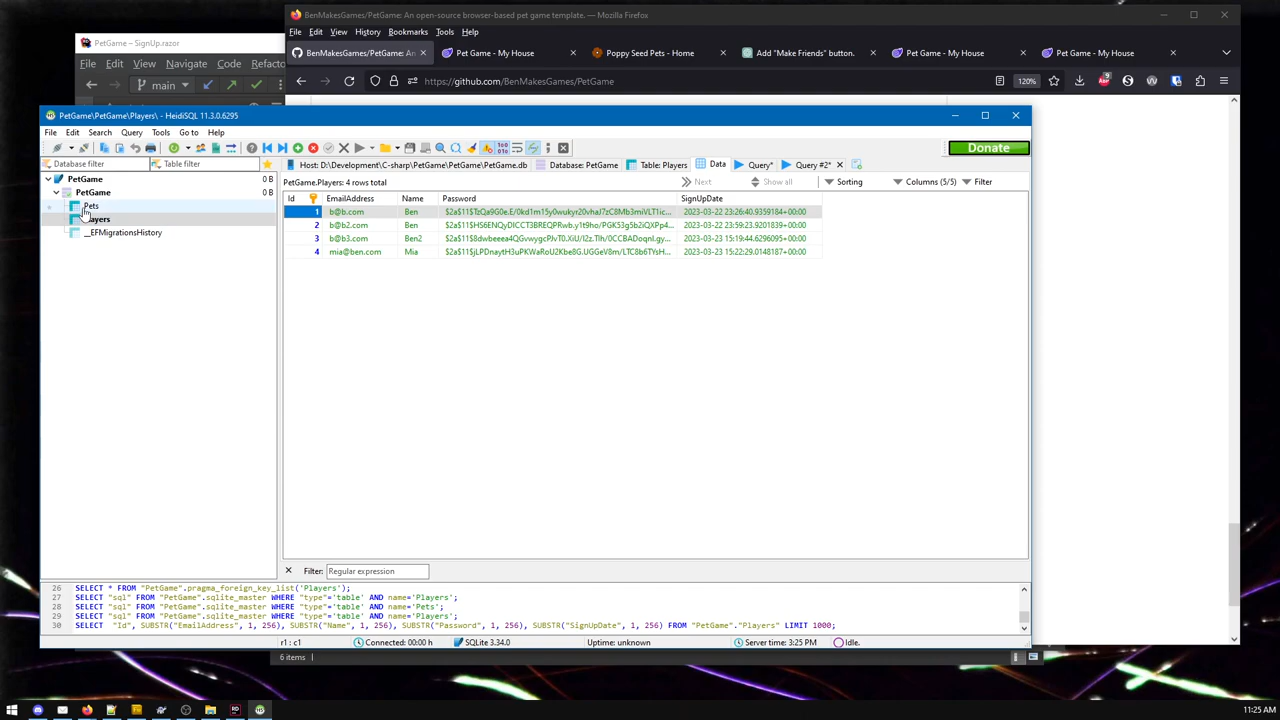 BenMakesGames/PetGame: An open-source browser-based pet game template. — Mozilla Firefox
File Edit View History Bookmarks Tools Help
PetGame – SignUp.razor
File Edit View Navigate Code Refacto
BenMakesGames/PetGame: An Pet Game - My House Poppy Seed Pets - Home Add "Make Friends" button. Pet Game - My House Pet Game - My House
main
https://github.com/BenMakesGames/PetGame 120%
PetGame\PetGame\Players\ - HeidiSQL 11.3.0.6295
File Edit Search Query Tools Go to Help
Donate
Database filter Table filter Host: D:\Development\C-sharp\PetGame\PetGame\PetGame.db Database: PetGame Table: Players Data Query* Query #2*
PetGame
PetGame.Players: 4 rows total Next Show all Sorting Columns (5/5) Filter
0 B
PetGame 0 B
Pets
Players
__EFMigrationsHistory
Id EmailAddress Name Password SignUpDate
1 b@b.com Ben 2023-03-22 23:26:40.9359184+00:00
2 b@b2.com Ben 2023-03-22 23:59:23.9201839+00:00
3 b@b3.com Ben2 2023-03-23 15:19:44.6296095+00:00
4 mia@ben.com Mia 2023-03-23 15:22:29.0148187+00:00
Filter: Regular expression
26 SELECT * FROM "PetGame".pragma_foreign_key_list('Players');
27 SELECT "sql" FROM "PetGame".sqlite_master WHERE "type"='table' AND name='Players';
28 SELECT "sql" FROM "PetGame".sqlite_master WHERE "type"='table' AND name='Pets';
29 SELECT "sql" FROM "PetGame".sqlite_master WHERE "type"='table' AND name='Players';
30 SELECT "Id", SUBSTR("EmailAddress", 1, 256), SUBSTR("Name", 1, 256), SUBSTR("Password", 1, 256), SUBSTR("SignUpDate", 1, 256) FROM "PetGame"."Players" LIMIT 1000;
r1 : c1 Connected: 00:00 h SQLite 3.34.0 Uptime: unknown Server time: 3:25 PM Idle.
6 items
11:25 AM